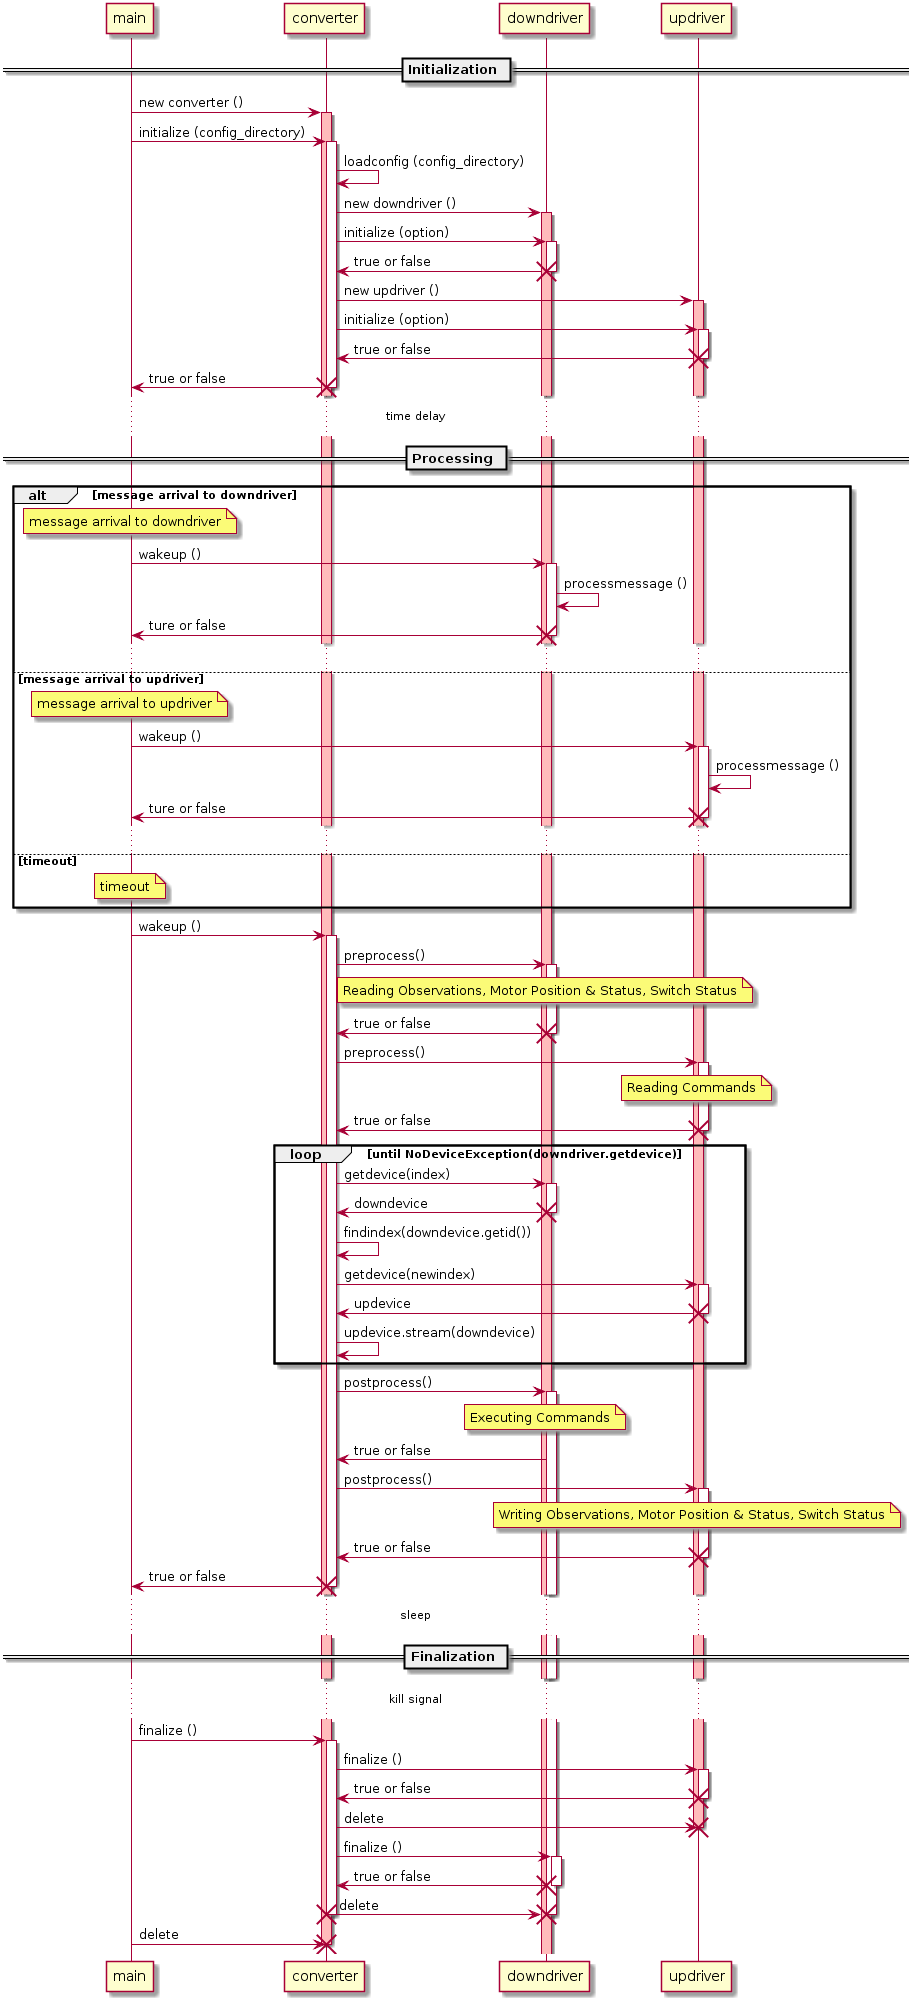 main
converter
downdriver
updriver
Initialization
new converter ()
initialize (config_directory)
loadconfig (config_directory)
new downdriver ()
initialize (option)
true or false
new updriver ()
initialize (option)
true or false
true or false
time delay
Processing
alt [message arrival to downdriver]
message arrival to downdriver
wakeup ()
processmessage ()
ture or false
[message arrival to updriver]
message arrival to updriver
wakeup ()
processmessage ()
ture or false
[timeout]
timeout
wakeup ()
preprocess()
Reading Observations, Motor Position & Status, Switch Status
true or false
preprocess()
Reading Commands
true or false
loop [until NoDeviceException(downdriver.getdevice)]
getdevice(index)
downdevice
findindex(downdevice.getid())
getdevice(newindex)
updevice
updevice.stream(downdevice)
postprocess()
Executing Commands
true or false
postprocess()
Writing Observations, Motor Position & Status, Switch Status
true or false
true or false
sleep
Finalization
kill signal
finalize ()
finalize ()
true or false
delete
finalize ()
true or false
delete
delete
main
converter
downdriver
updriver